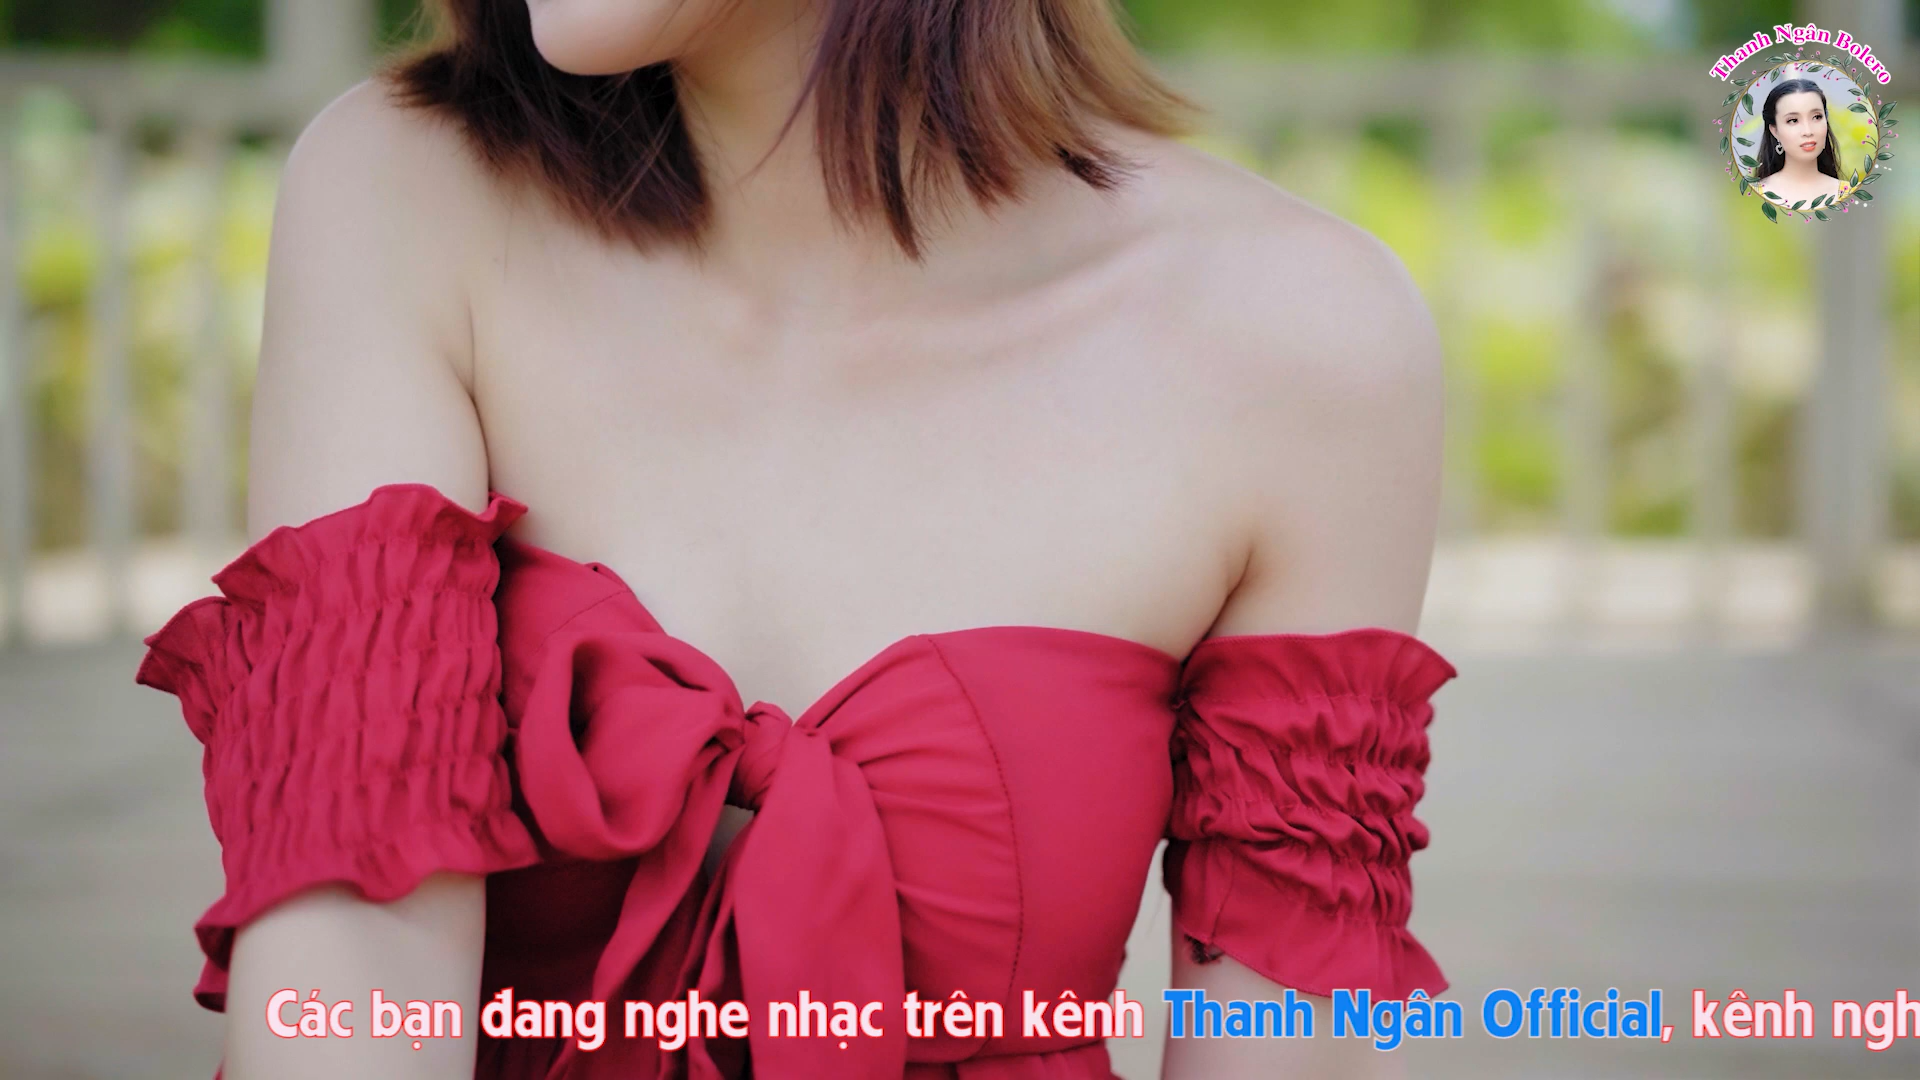 Thanh Ngân Bolero
Các bạn đang nghe nhạc trên kênh Thanh Ngân Official, kênh ngh